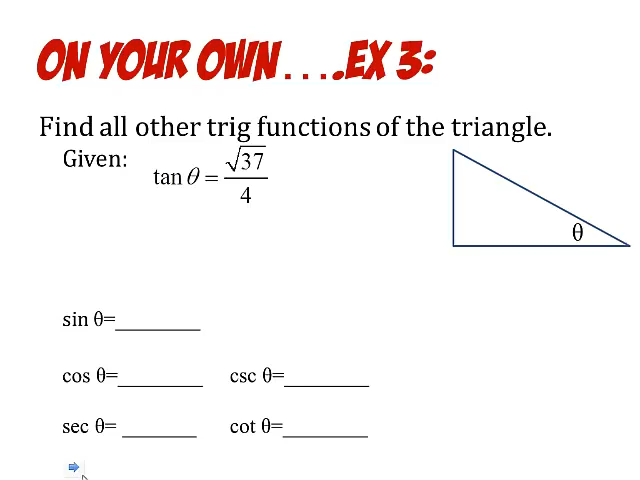 ON YOUR OWN….EX 3:
Find all other trig functions of the triangle.
Given: tan θ = √37/4
θ
sin θ=________
cos θ=________ csc θ=________
sec θ= _______ cot θ=________